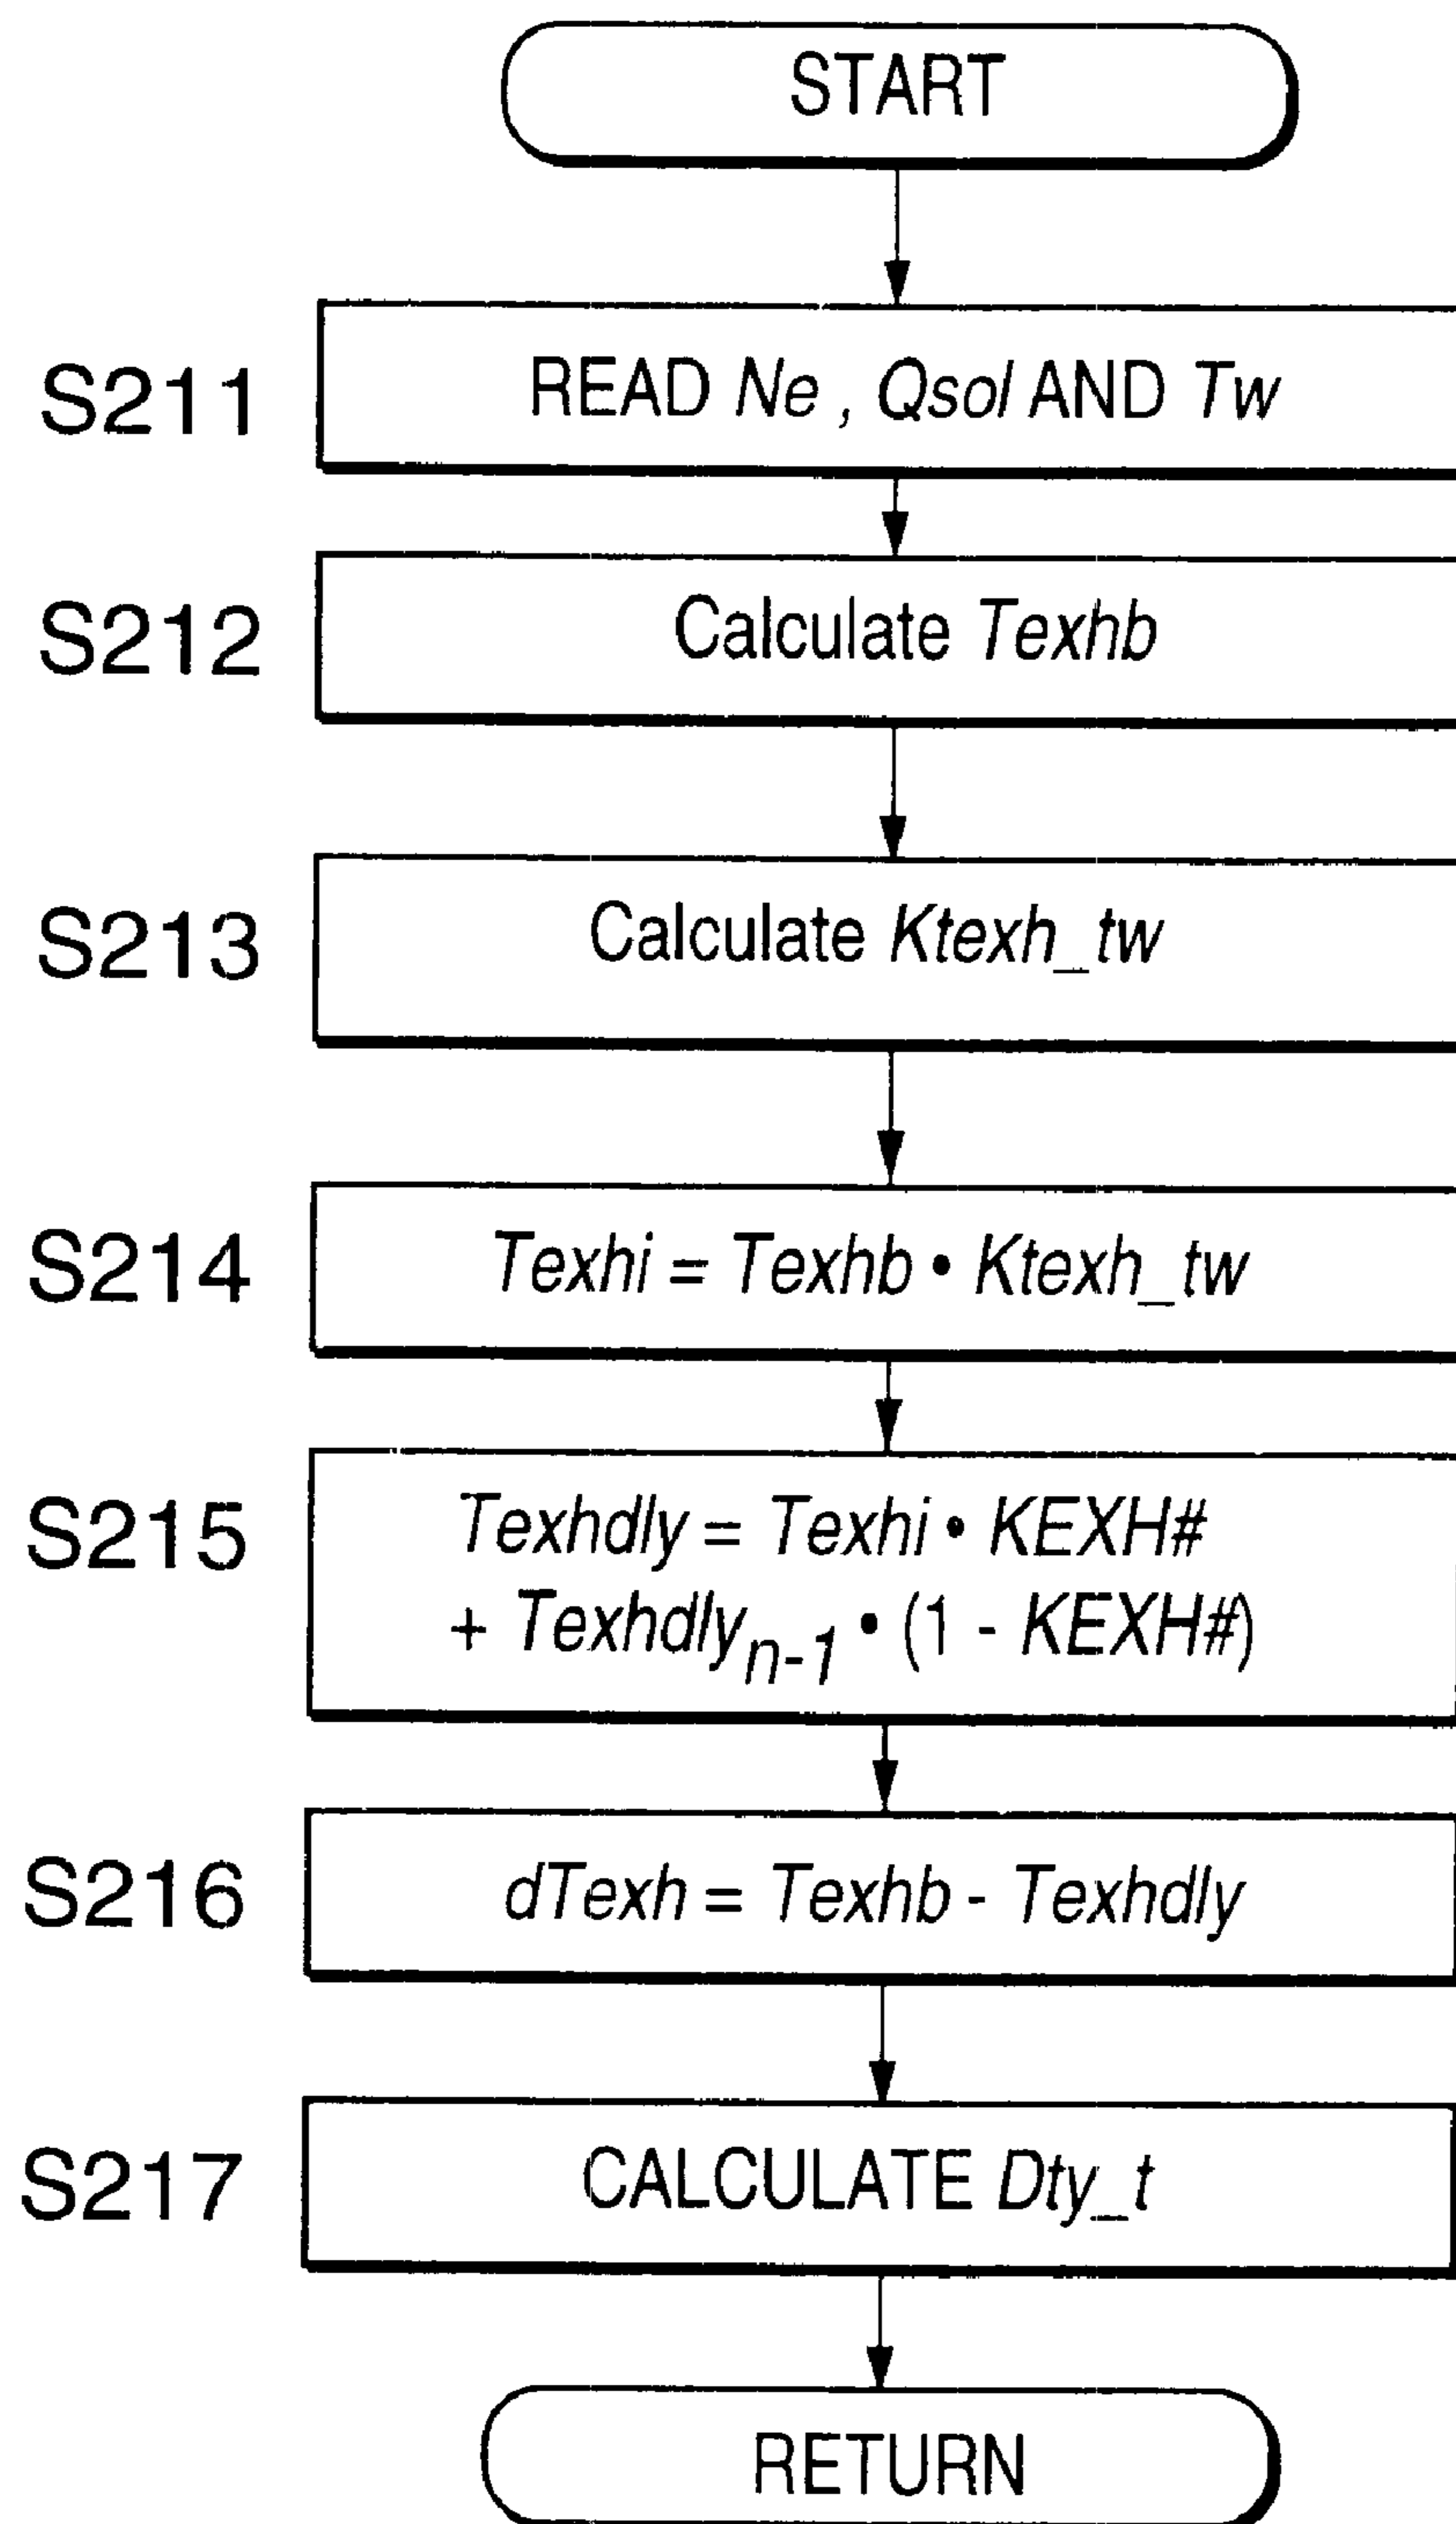 START
S211
READ Ne, Qsol AND Tw
S212
Calculate Texhb
S213
Calculate Ktexh_tw
S214
Texhi = Texhb • Ktexh_tw
S215
Texhdly = Texhi • KEXH#
+ Texhdlyn-1 • (1 - KEXH#)
S216
dTexh = Texhb - Texhdly
S217
CALCULATE Dty_t
RETURN